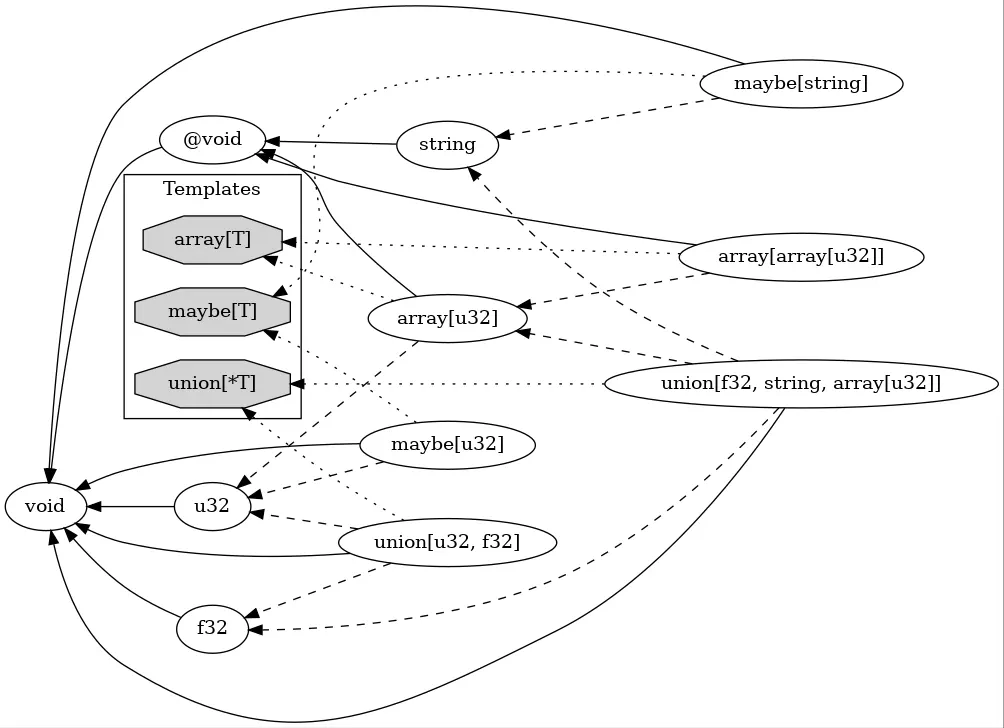 maybe[string]
@void
string
Templates
array[T]
array[array[u32]]
maybe[T]
array[u32]
union[*T]
union[f32, string, array[u32]]
maybe[u32]
void
u32
union[u32, f32]
f32